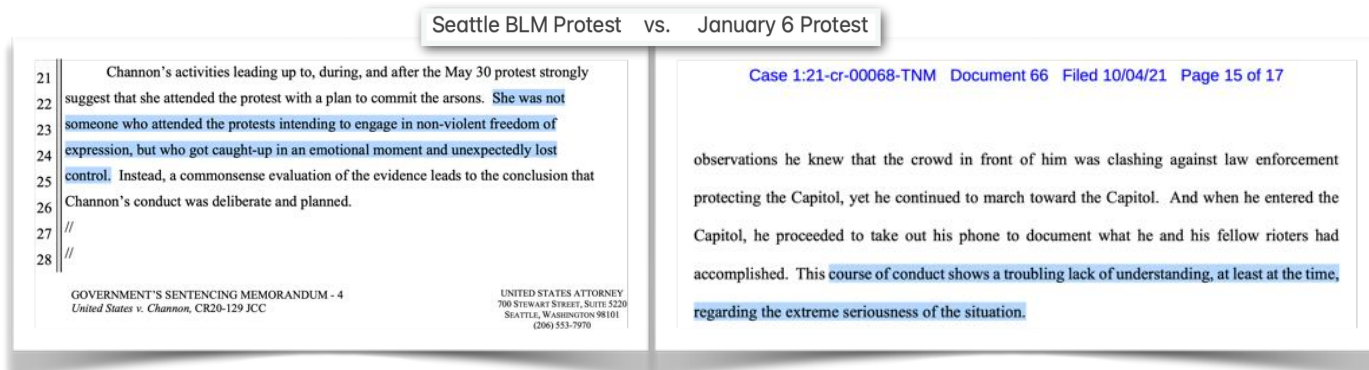 Seattle BLM Protest vs. January 6 Protest
21 Channon's activities leading up to, during, and after the May 30 protest strongly
22 suggest that she attended the protest with a plan to commit the arsons. She was not
23 someone who attended the protests intending to engage in non-violent freedom of
24 expression, but who got caught-up in an emotional moment and unexpectedly lost
25 control. Instead, a commonsense evaluation of the evidence leads to the conclusion that
26 Channon's conduct was deliberate and planned.
27 //
28 //
GOVERNMENT'S SENTENCING MEMORANDUM - 4
United States v. Channon, CR20-129 JCC
UNITED STATES ATTORNEY
700 STEWART STREET, SUITE 5220
SEATTLE, WASHINGTON 98101
(206) 553-7970
Case 1:21-cr-00068-TNM Document 66 Filed 10/04/21 Page 15 of 17
observations he knew that the crowd in front of him was clashing against law enforcement
protecting the Capitol, yet he continued to march toward the Capitol. And when he entered the
Capitol, he proceeded to take out his phone to document what he and his fellow rioters had
accomplished. This course of conduct shows a troubling lack of understanding, at least at the time,
regarding the extreme seriousness of the situation.